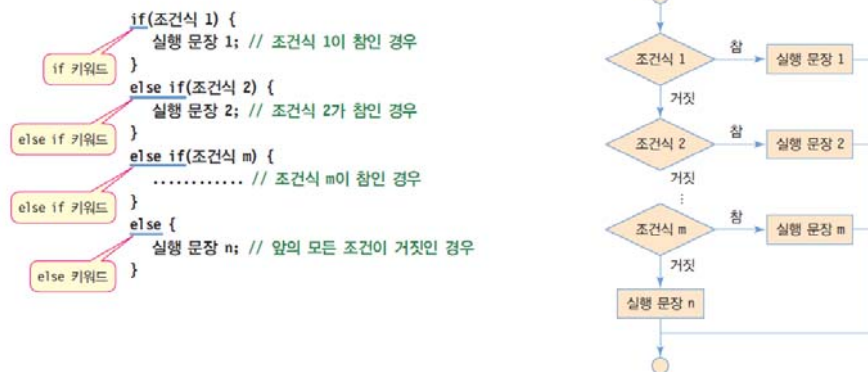 if(조건식 1) {
실행 문장 1; // 조건식 1이 참인 경우
if 키워드
}
else if(조건식 2) {
실행 문장 2; // 조건식 2가 참인 경우
else if 키워드
}
else if(조건식 m) {
............ // 조건식 m이 참인 경우
else if 키워드
}
else {
실행 문장 n; // 앞의 모든 조건이 거짓인 경우
else 키워드
}
조건식 1
참
실행 문장 1
거짓
조건식 2
참
실행 문장 2
거짓
⋮
조건식 m
참
실행 문장 m
거짓
실행 문장 n